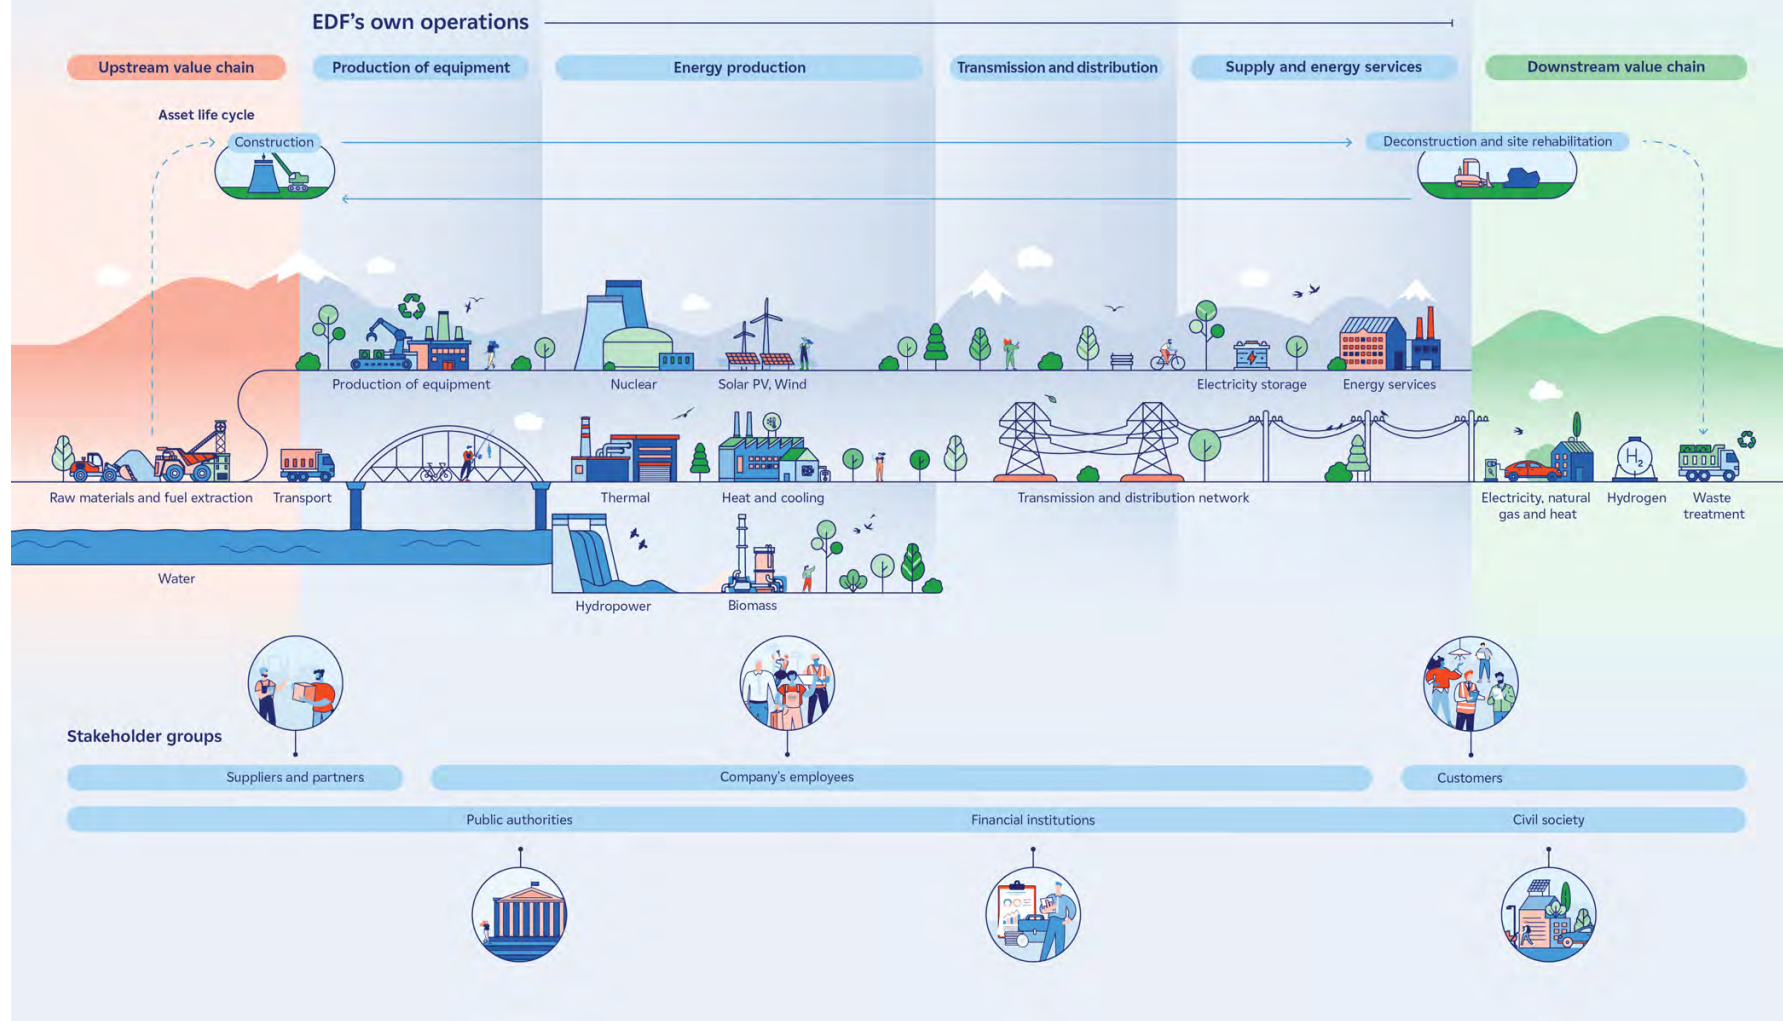 EDF's own operations
Upstream value chain
Production of equipment
Energy production
Transmission and distribution
Supply and energy services
Downstream value chain
Asset life cycle
Construction
Deconstruction and site rehabilitation
Production of equipment
Nuclear
Solar PV, Wind
Electricity storage
Energy services
H₂
Raw materials and fuel extraction
Transport
Thermal
Heat and cooling
Transmission and distribution network
Electricity, natural
gas and heat
Hydrogen
Waste
treatment
Water
Hydropower
Biomass
Stakeholder groups
Suppliers and partners
Company's employees
Customers
Public authorities
Financial institutions
Civil society